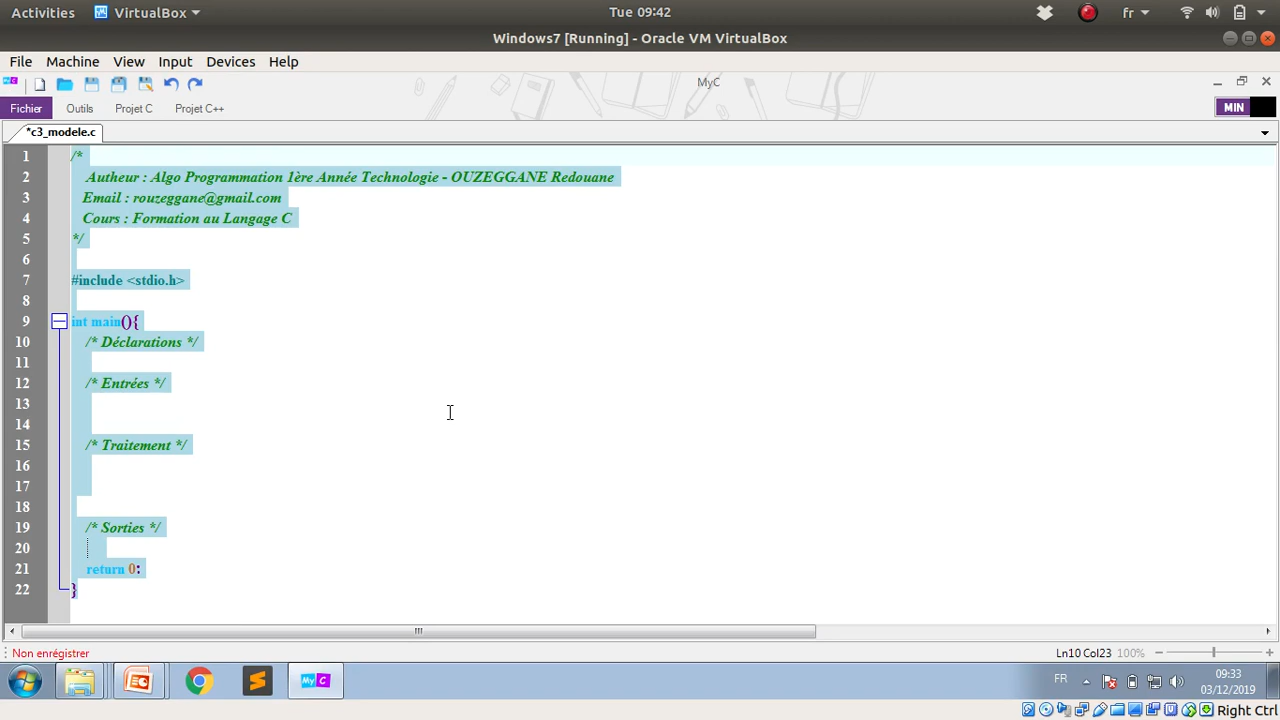 Activities VirtualBox Tue 09:42 fr
Windows7 [Running] - Oracle VM VirtualBox
File Machine View Input Devices Help
MyC
Fichier Outils Projet C Projet C++ MIN
*c3_modele.c
1 /*
2 Autheur : Algo Programmation 1ère Année Technologie - OUZEGGANE Redouane
3 Email : rouzeggane@gmail.com
4 Cours : Formation au Langage C
5 */
6
7 #include <stdio.h>
8
9 int main(){
10 /* Déclarations */
11
12 /* Entrées */
13
14
15 /* Traitement */
16
17
18
19 /* Sorties */
20
21 return 0;
22 }
Non enrégistrer Ln10 Col23 100%
My C FR 09:33
03/12/2019
Right Ctrl